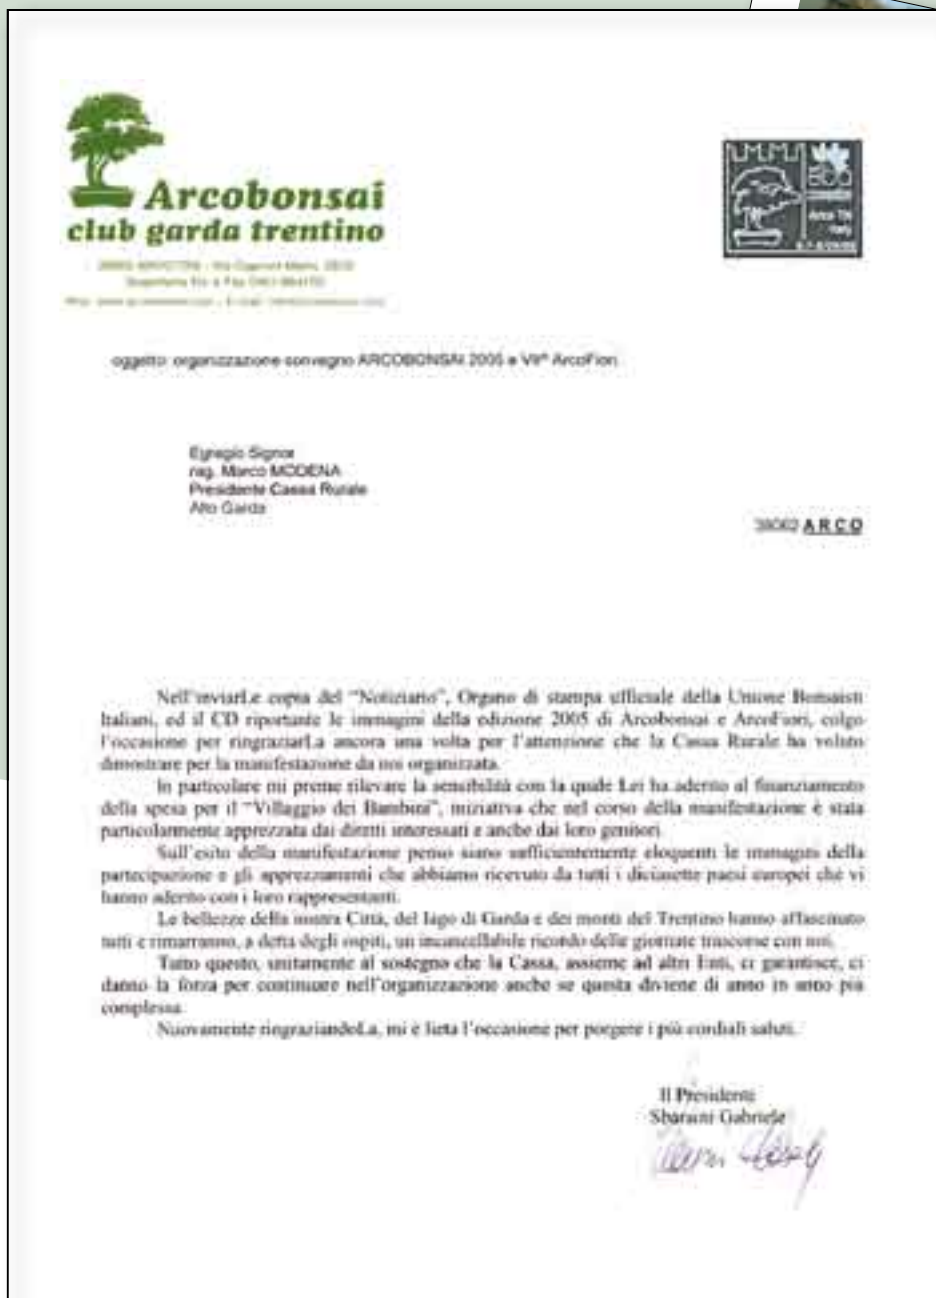 Arcobonsai
club garda trentino
oggetto: organizzazione convegno ARCOBONSAI 2005 e VIIª ArcoFiori
Egregio Signor
rag. Marco MODENA
Presidente Cassa Rurale
Alto Garda
38062 ARCO
Nell'inviarLe copia del "Notiziario", Organo di stampa ufficiale della Unione Bonsaisti
Italiani, ed il CD riportante le immagini della edizione 2005 di Arcobonsai e ArcoFiori, colgo
l'occasione per ringraziarLa ancora una volta per l'attenzione che la Cassa Rurale ha voluto
dimostrare per la manifestazione da noi organizzata.
In particolare mi preme rilevare la sensibilità con la quale Lei ha aderito al finanziamento
della spesa per il "Villaggio dei Bambini", iniziativa che nel corso della manifestazione è stata
particolarmente apprezzata dai diretti interessati e anche dai loro genitori.
Sull'esito della manifestazione penso siano sufficientemente eloquenti le immagini della
partecipazione e gli apprezzamenti che abbiamo ricevuto da tutti i diciasette paesi europei che vi
hanno aderito con i loro rappresentanti.
Le bellezze della nostra Città, del lago di Garda e dei monti del Trentino hanno affascinato
tutti e rimarranno, a detta degli ospiti, un incancellabile ricordo delle giornate trascorse con noi.
Tutto questo, unitamente al sostegno che la Cassa, assieme ad altri Enti, ci garantisce, ci
danno la forza per continuare nell'organizzazione anche se questa diviene di anno in anno più
complessa.
Nuovamente ringraziandoLa, mi è lieta l'occasione per porgere i più cordiali saluti.
Il Presidente
Sbaraini Gabriele